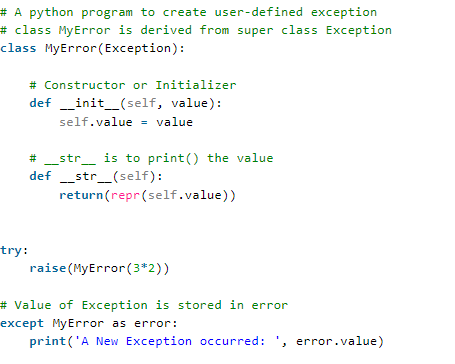 # A python program to create user-defined exception
# class MyError is derived from super class Exception
class MyError(Exception):
# Constructor or Initializer
def __init__(self, value):
self.value = value
# __str__ is to print() the value
def __str__(self):
return(repr(self.value))
try:
raise(MyError(3*2))
# Value of Exception is stored in error
except MyError as error:
print('A New Exception occurred: ', error.value)